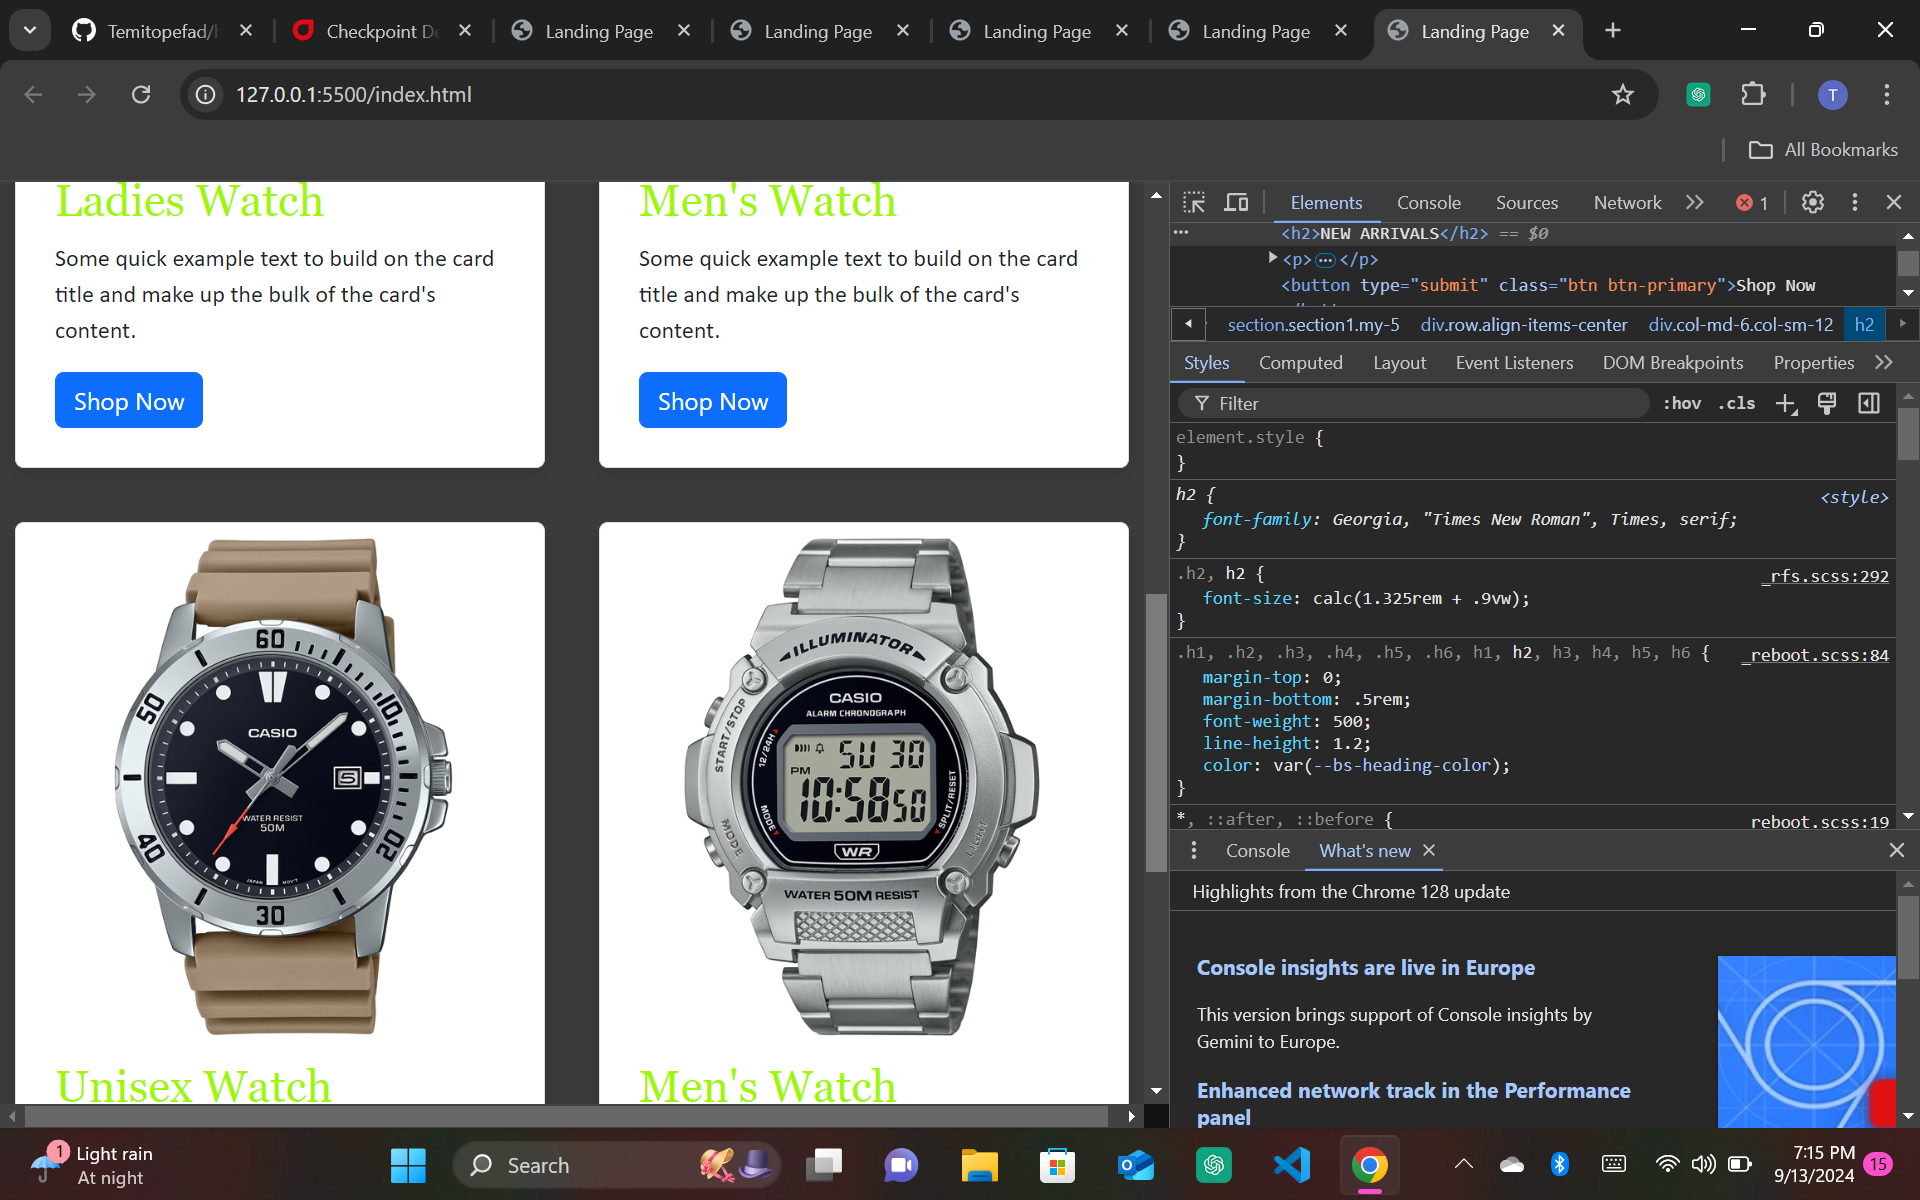 Temitopefad/h
Checkpoint De
Landing Page
Landing Page
Landing Page
Landing Page
Landing Page
127.0.0.1:5500/index.html
T
All Bookmarks
Ladies Watch
Some quick example text to build on the card
title and make up the bulk of the card's
content.
Shop Now
Men's Watch
Some quick example text to build on the card
title and make up the bulk of the card's
content.
Shop Now
60
10
20
30
40
50
CASIO
5
WATER RESIST
50M
JAPAN MOV'T
Unisex Watch
ILLUMINATOR
CASIO
ALARM CHRONOGRAPH
START/STOP
12/24H
SU 30
PM
10:58 50
MODE
MODE
SPLIT/RESET
LIGHT
WR
WATER 50M RESIST
Men's Watch
Elements Console Sources Network 1
<h2>NEW ARRIVALS</h2> == $0
<p>…</p>
<button type="submit" class="btn btn-primary">Shop Now
section.section1.my-5 div.row.align-items-center div.col-md-6.col-sm-12 h2
Styles Computed Layout Event Listeners DOM Breakpoints Properties
Filter :hov .cls
element.style {
}
h2 { <style>
font-family: Georgia, "Times New Roman", Times, serif;
}
.h2, h2 { _rfs.scss:292
font-size: calc(1.325rem + .9vw);
}
.h1, .h2, .h3, .h4, .h5, .h6, h1, h2, h3, h4, h5, h6 { _reboot.scss:84
margin-top: 0;
margin-bottom: .5rem;
font-weight: 500;
line-height: 1.2;
color: var(--bs-heading-color);
}
*, ::after, ::before { _reboot.scss:19
Console What's new
Highlights from the Chrome 128 update
Console insights are live in Europe
This version brings support of Console insights by
Gemini to Europe.
Enhanced network track in the Performance
panel
1
Light rain
At night
Search
7:15 PM
9/13/2024
15